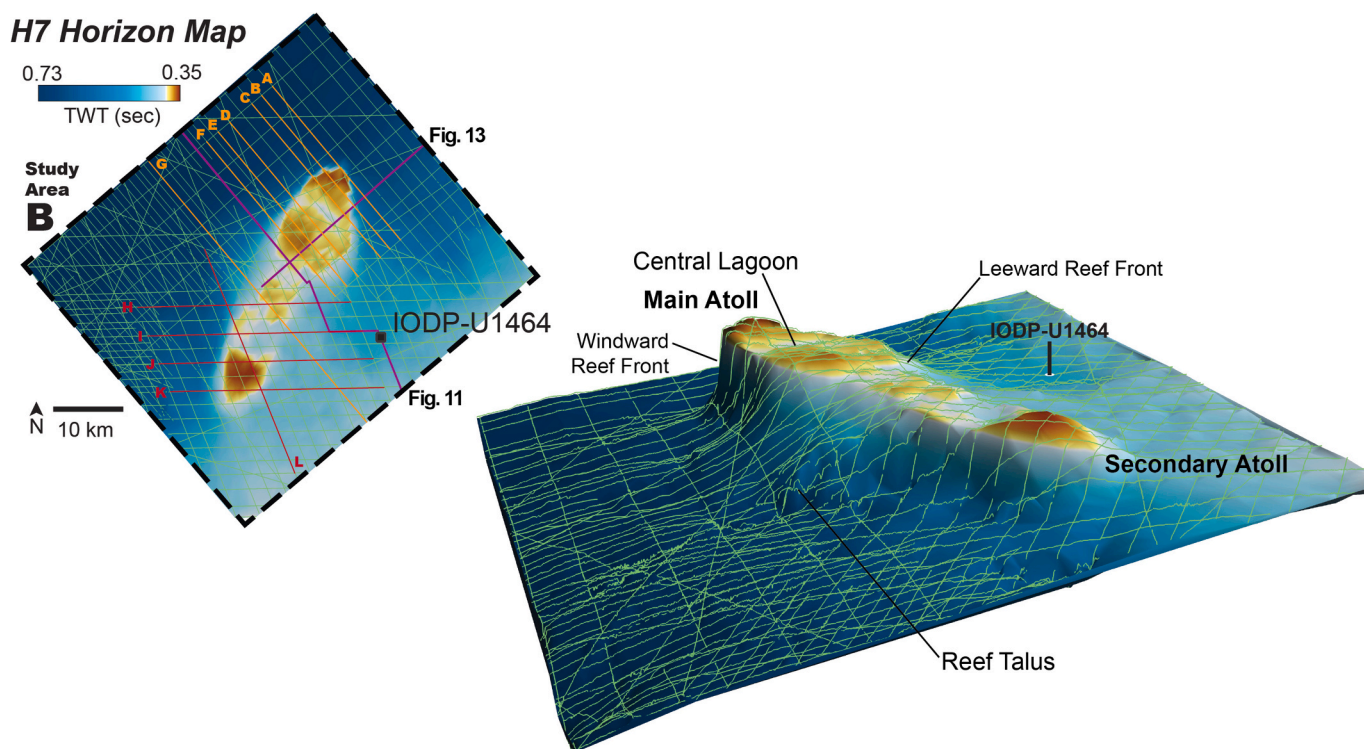 H7 Horizon Map
0.73
0.35
TWT (sec)
A
B
C
D
E
F
G
Fig. 13
Study
Area
B
H
I
J
K
L
IODP-U1464
Fig. 11
N
10 km
Central Lagoon
Main Atoll
Leeward Reef Front
IODP-U1464
Windward
Reef Front
Secondary Atoll
Reef Talus